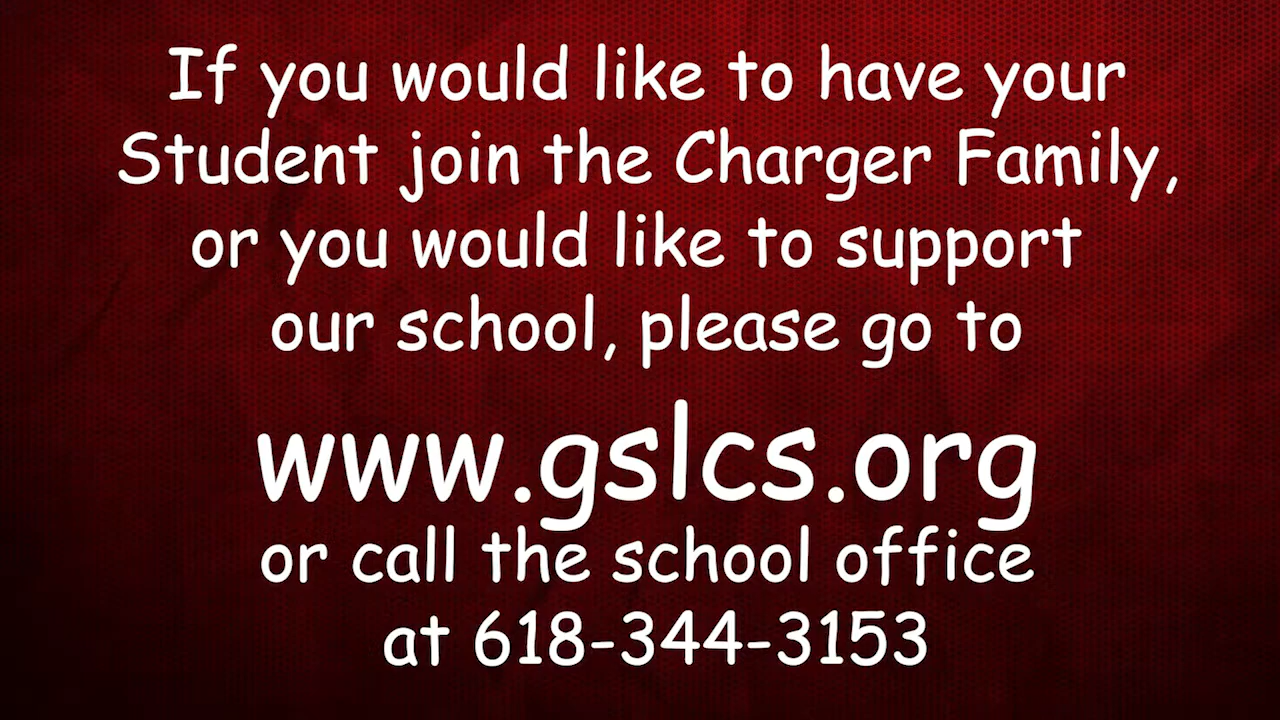 If you would like to have your
Student join the Charger Family,
or you would like to support
our school, please go to
www.gslcs.org
or call the school office
at 618-344-3153